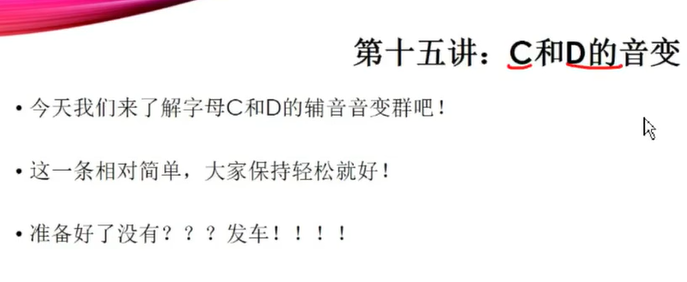 第十五讲：C和D的音变
• 今天我们来了解字母C和D的辅音音变群吧！
• 这一条相对简单，大家保持轻松就好！
• 准备好了没有？？？发车！！！！